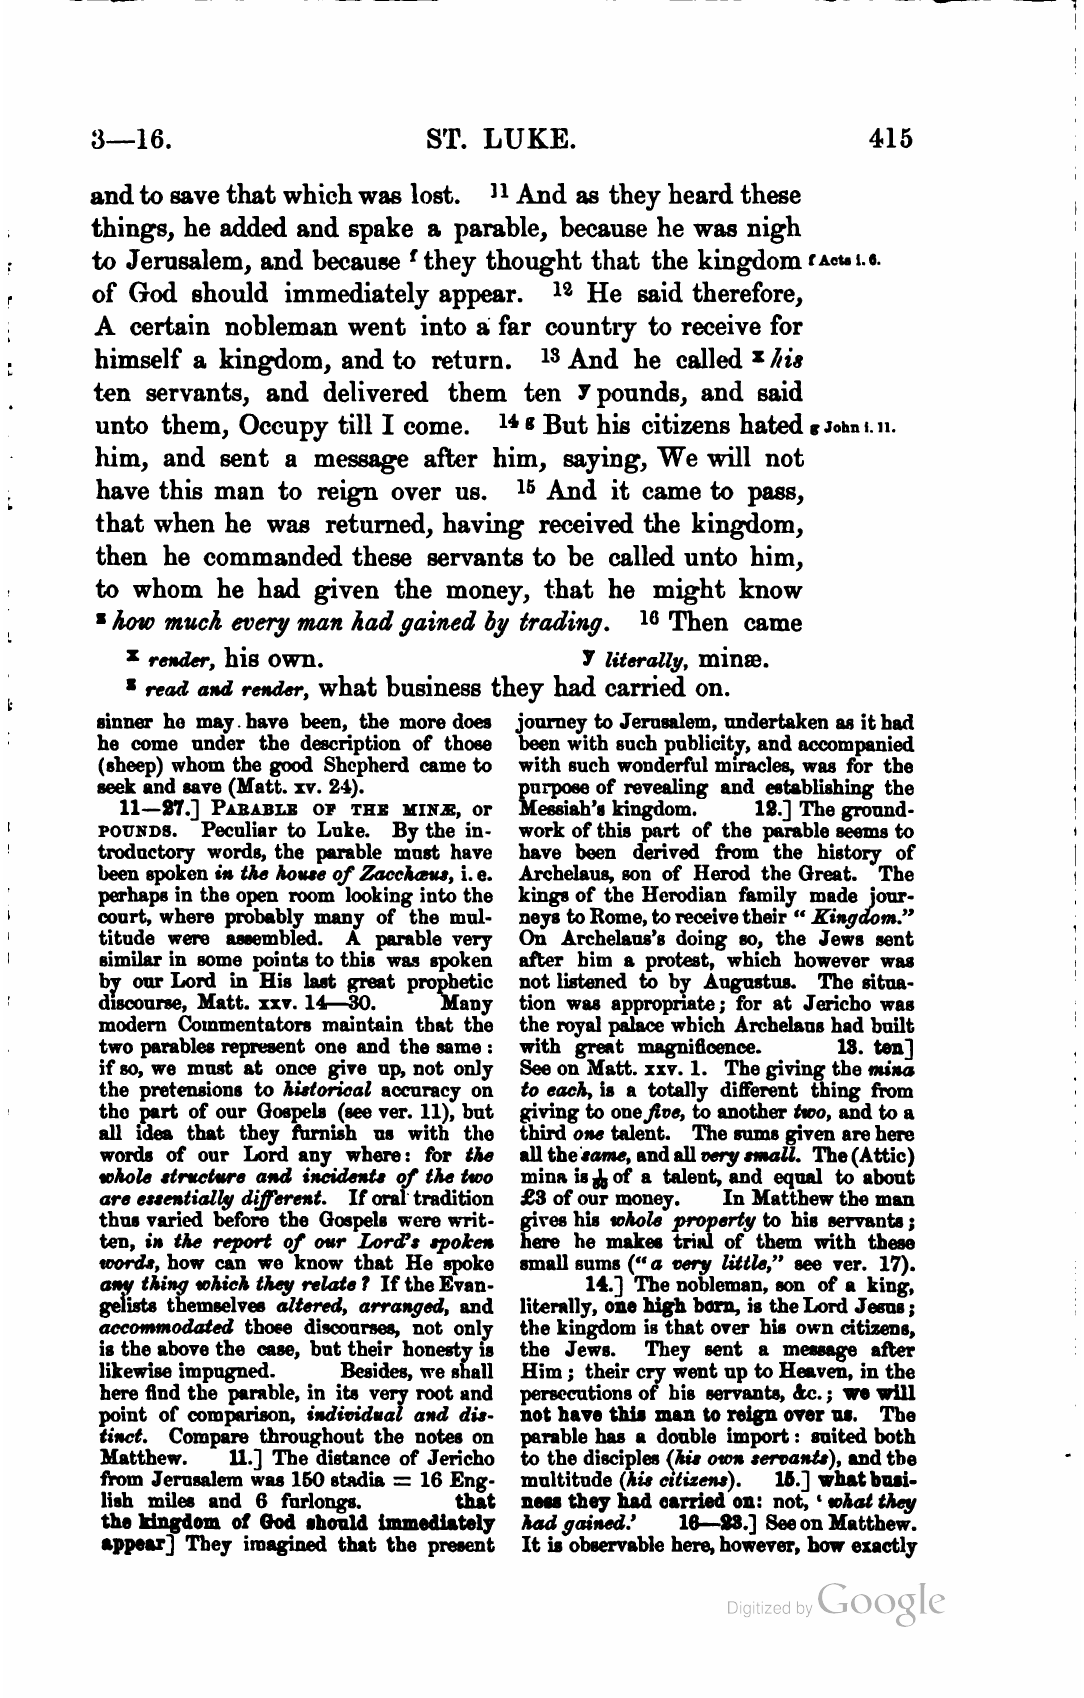 3—16. ST. LUKE. 415
and to save that which was lost. 11 And as they heard these
things, he added and spake a parable, because he was nigh
to Jerusalem, and because f they thought that the kingdom f Acts i. 6.
of God should immediately appear. 12 He said therefore,
A certain nobleman went into a far country to receive for
himself a kingdom, and to return. 13 And he called x his
ten servants, and delivered them ten y pounds, and said
unto them, Occupy till I come. 14 g But his citizens hated g John i. 11.
him, and sent a message after him, saying, We will not
have this man to reign over us. 15 And it came to pass,
that when he was returned, having received the kingdom,
then he commanded these servants to be called unto him,
to whom he had given the money, that he might know
z how much every man had gained by trading. 16 Then came
x render, his own. y literally, minæ.
z read and render, what business they had carried on.
sinner he may have been, the more does
he come under the description of those
(sheep) whom the good Shepherd came to
seek and save (Matt. xv. 24).
11—27.] PARABLE OF THE MINÆ, OR
POUNDS. Peculiar to Luke. By the in-
troductory words, the parable must have
been spoken in the house of Zacchæus, i. e.
perhaps in the open room looking into the
court, where probably many of the mul-
titude were assembled. A parable very
similar in some points to this was spoken
by our Lord in His last great prophetic
discourse, Matt. xxv. 14—30. Many
modern Commentators maintain that the
two parables represent one and the same :
if so, we must at once give up, not only
the pretensions to historical accuracy on
the part of our Gospels (see ver. 11), but
all idea that they furnish us with the
words of our Lord any where : for the
whole structure and incidents of the two
are essentially different. If oral tradition
thus varied before the Gospels were writ-
ten, in the report of our Lord's spoken
words, how can we know that He spoke
any thing which they relate ? If the Evan-
gelists themselves altered, arranged, and
accommodated those discourses, not only
is the above the case, but their honesty is
likewise impugned. Besides, we shall
here find the parable, in its very root and
point of comparison, individual and dis-
tinct. Compare throughout the notes on
Matthew. 11.] The distance of Jericho
from Jerusalem was 150 stadia = 16 Eng-
lish miles and 6 furlongs. that
the kingdom of God should immediately
appear] They imagined that the present
journey to Jerusalem, undertaken as it had
been with such publicity, and accompanied
with such wonderful miracles, was for the
purpose of revealing and establishing the
Messiah's kingdom. 12.] The ground-
work of this part of the parable seems to
have been derived from the history of
Archelaus, son of Herod the Great. The
kings of the Herodian family made jour-
neys to Rome, to receive their “ Kingdom.”
On Archelaus's doing so, the Jews sent
after him a protest, which however was
not listened to by Augustus. The situa-
tion was appropriate ; for at Jericho was
the royal palace which Archelaus had built
with great magnificence. 13. ten]
See on Matt. xxv. 1. The giving the mina
to each, is a totally different thing from
giving to one five, to another two, and to a
third one talent. The sums given are here
all the same, and all very small. The (Attic)
mina is 1/60 of a talent, and equal to about
£3 of our money. In Matthew the man
gives his whole property to his servants ;
here he makes trial of them with these
small sums (“ a very little,” see ver. 17).
14.] The nobleman, son of a king,
literally, one high born, is the Lord Jesus ;
the kingdom is that over his own citizens,
the Jews. They sent a message after
Him ; their cry went up to Heaven, in the
persecutions of his servants, &c. ; we will
not have this man to reign over us. The
parable has a double import : suited both
to the disciples (his own servants), and the
multitude (his citizens). 15.] what busi-
ness they had carried on: not, ‘ what they
had gained.’ 16—23.] See on Matthew.
It is observable here, however, how exactly
Digitized by Google